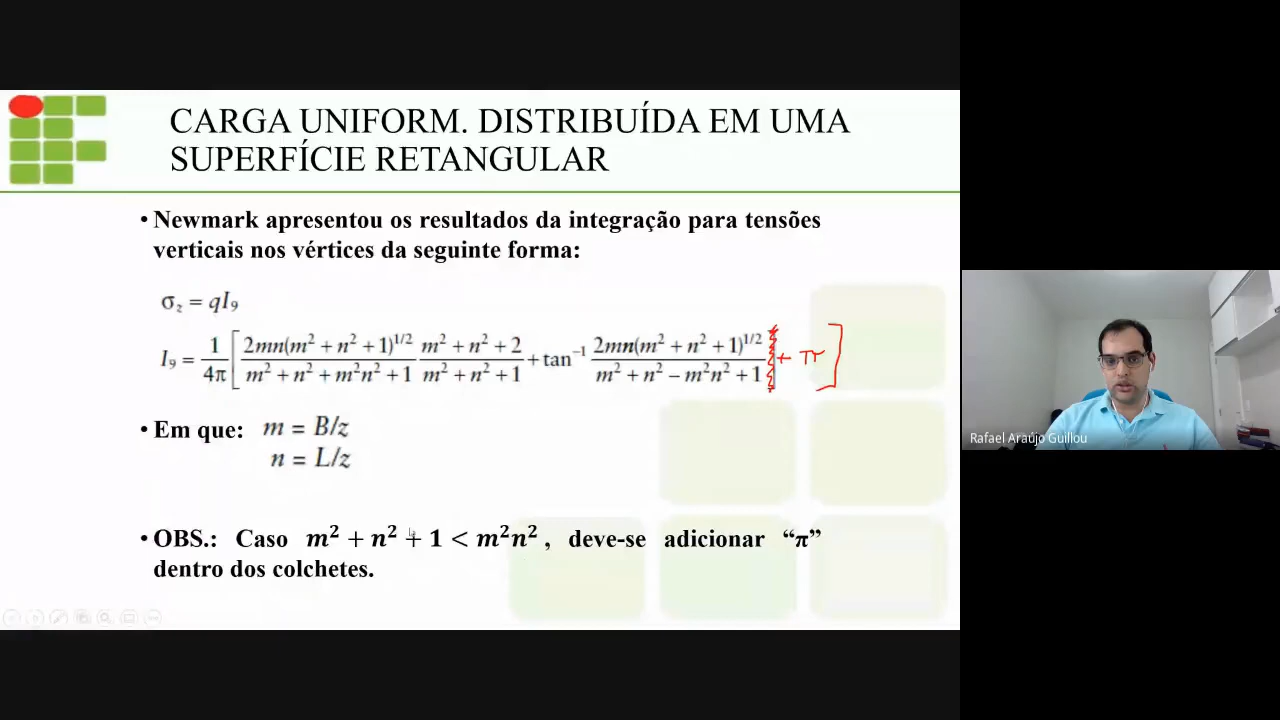 CARGA UNIFORM. DISTRIBUÍDA EM UMA
SUPERFÍCIE RETANGULAR
• Newmark apresentou os resultados da integração para tensões
verticais nos vértices da seguinte forma:
σz = qI9
I9 = 1/4π [ 2mn(m² + n² + 1)^1/2 / (m² + n² + m²n² + 1) (m² + n² + 2) / (m² + n² + 1) + tan⁻¹ 2mn(m² + n² + 1)^1/2 / (m² + n² − m²n² + 1) + π ]
• Em que: m = B/z
n = L/z
• OBS.: Caso m² + n² + 1 < m²n² , deve-se adicionar “π”
dentro dos colchetes.
Rafael Araújo Guillou